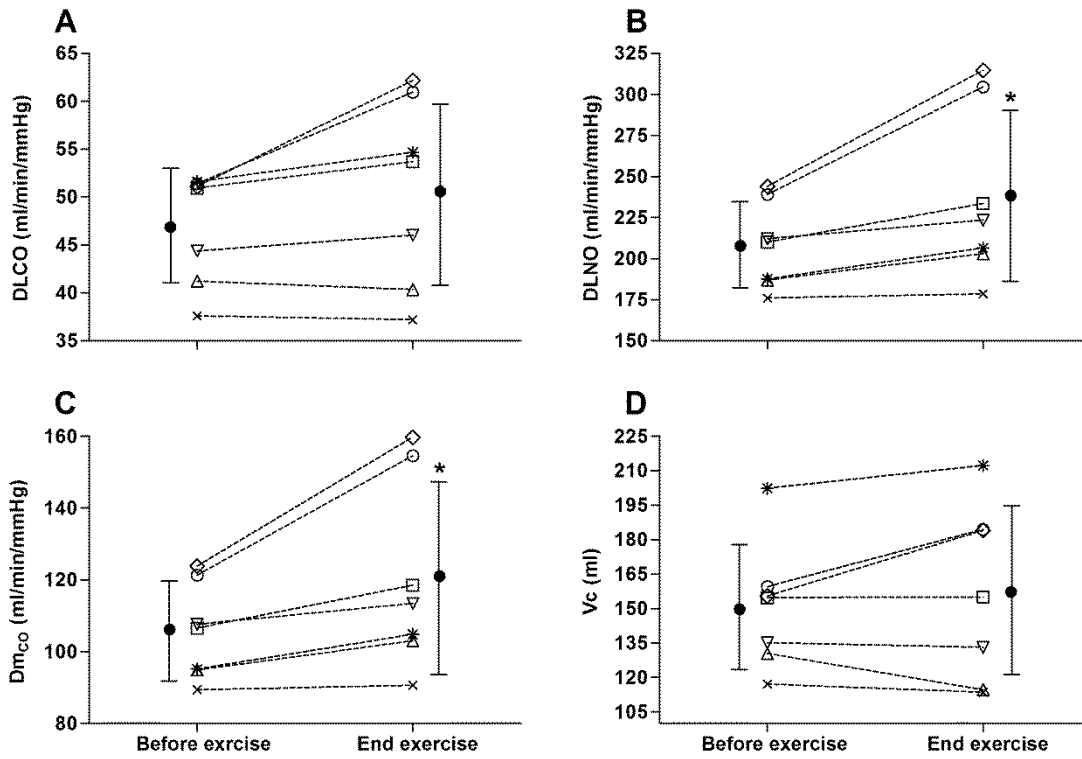 A
DLCO (ml/min/mmHg)
65
60
55
50
45
40
35
B
DLNO (ml/min/mmHg)
325
300
275
250
225
200
175
150
*
C
Dmco (ml/min/mmHg)
160
140
120
100
80
*
Before exrcise
End exercise
D
Vc (ml)
225
210
195
180
165
150
135
120
105
Before exercise
End exercise